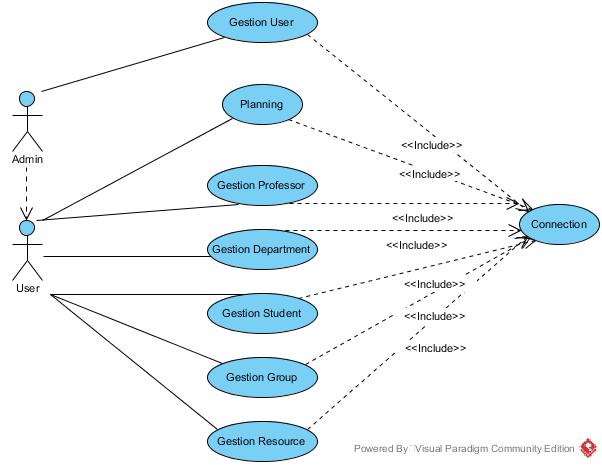 Gestion User
Planning
<<Include>>
Admin
<<Include>>
Gestion Professor
<<Include>>
Connection
Gestion Department
<<Include>>
User
<<Include>>
Gestion Student
<<Include>>
<<Include>>
Gestion Group
Gestion Resource
Powered By Visual Paradigm Community Edition